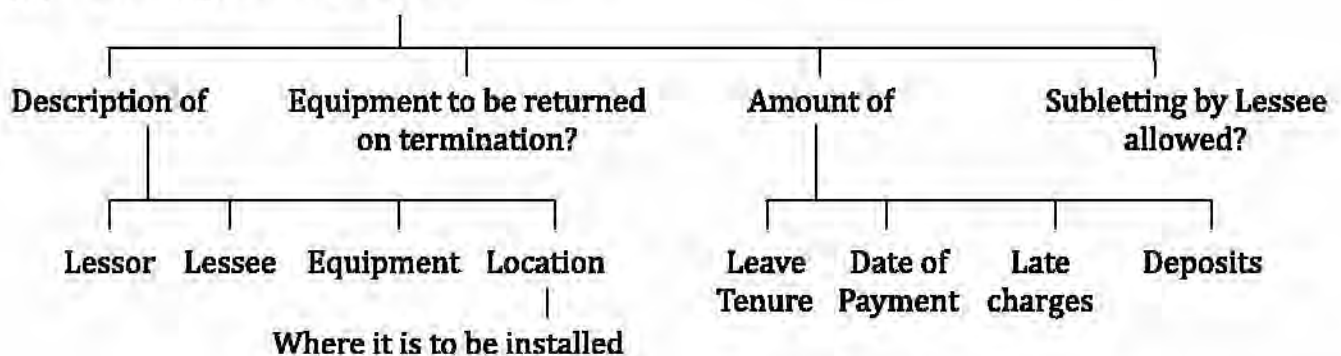 Description of Equipment to be returned Amount of Subletting by Lessee
on termination? allowed?
Lessor Lessee Equipment Location Leave Date of Late Deposits
Tenure Payment charges
Where it is to be installed